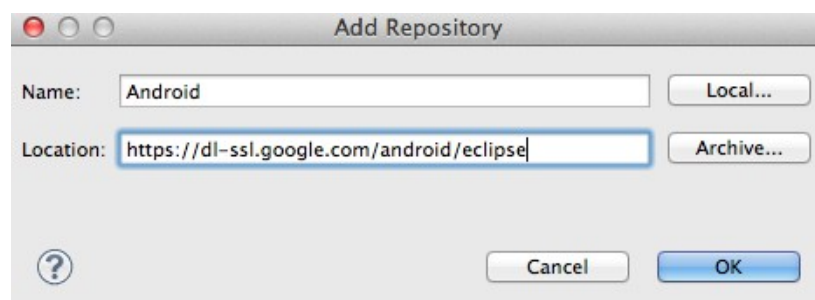 Add Repository
Name: Android Local...
Location: https://dl-ssl.google.com/android/eclipse Archive...
? Cancel OK